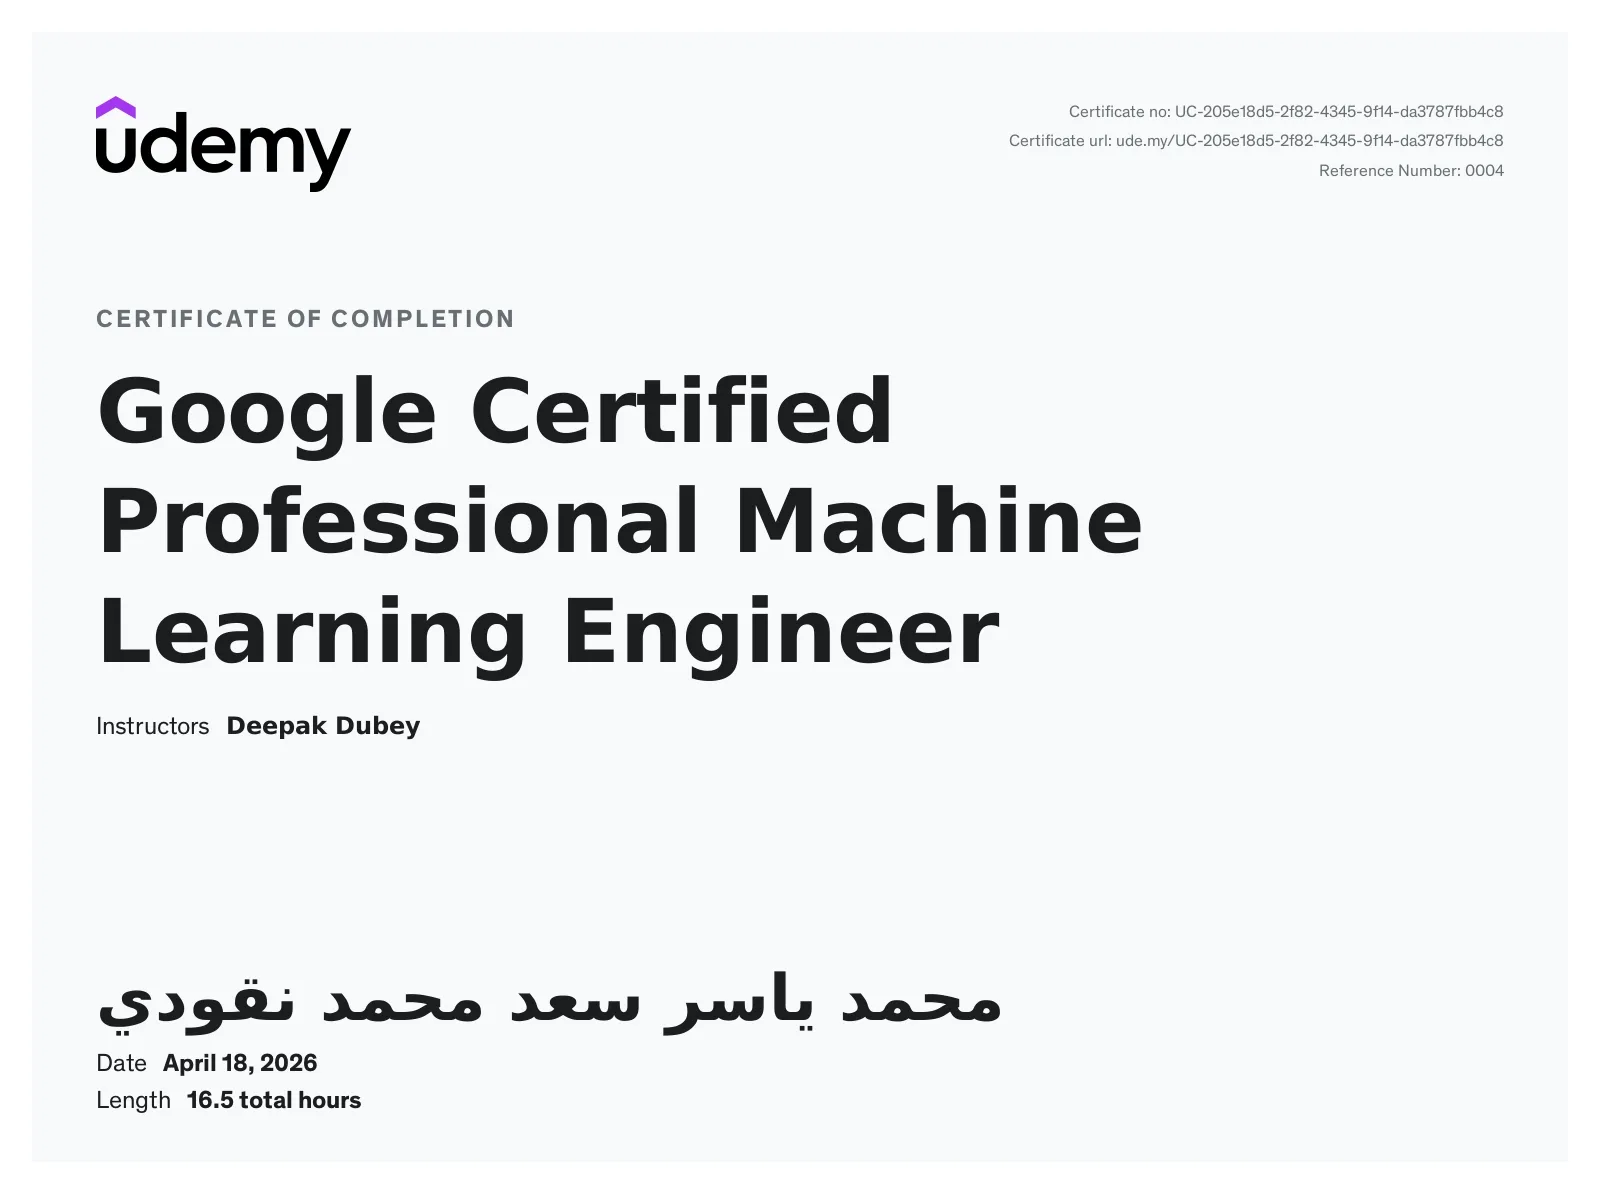 udemy
Certificate no: UC-205e18d5-2f82-4345-9f14-da3787fbb4c8
Certificate url: ude.my/UC-205e18d5-2f82-4345-9f14-da3787fbb4c8
Reference Number: 0004
CERTIFICATE OF COMPLETION
Google Certified
Professional Machine
Learning Engineer
Instructors Deepak Dubey
محمد ياسر سعد محمد نقودي
Date April 18, 2026
Length 16.5 total hours